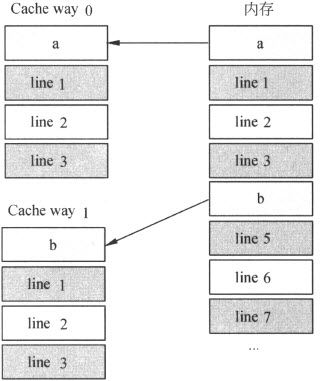 Cache way 0
a
line 1
line 2
line 3
Cache way 1
b
line 1
line 2
line 3
内存
a
line 1
line 2
line 3
b
line 5
line 6
line 7
...